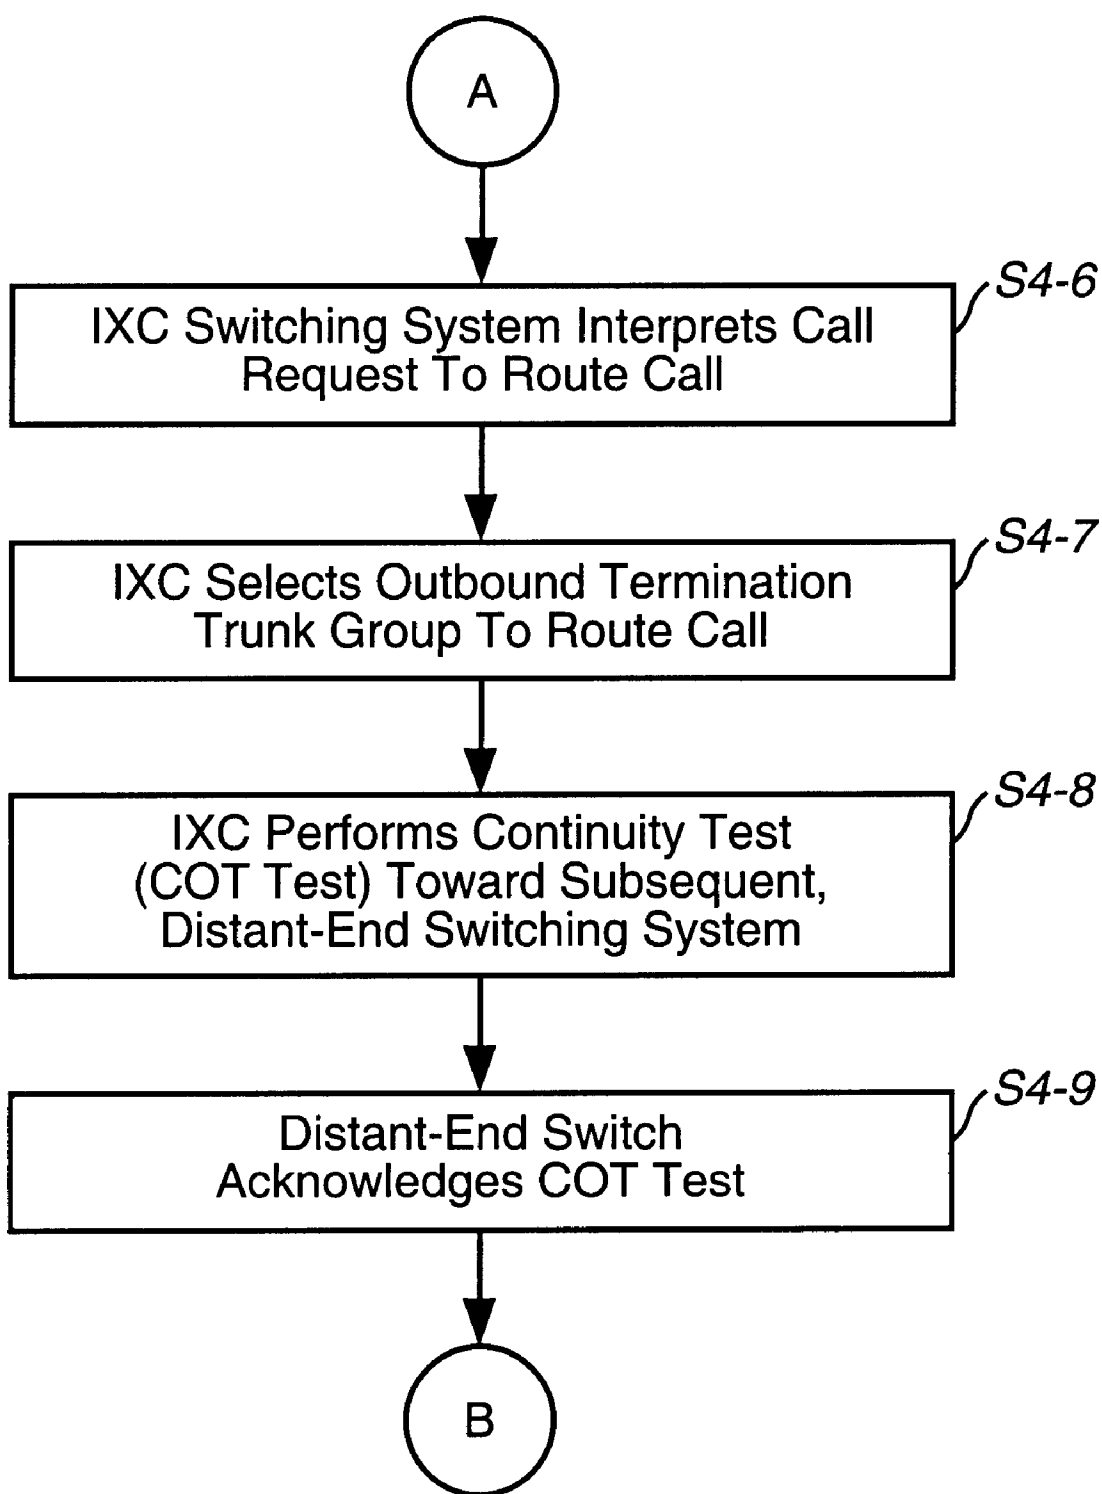 A
S4-6
IXC Switching System Interprets Call
Request To Route Call
S4-7
IXC Selects Outbound Termination
Trunk Group To Route Call
S4-8
IXC Performs Continuity Test
(COT Test) Toward Subsequent,
Distant-End Switching System
S4-9
Distant-End Switch
Acknowledges COT Test
B